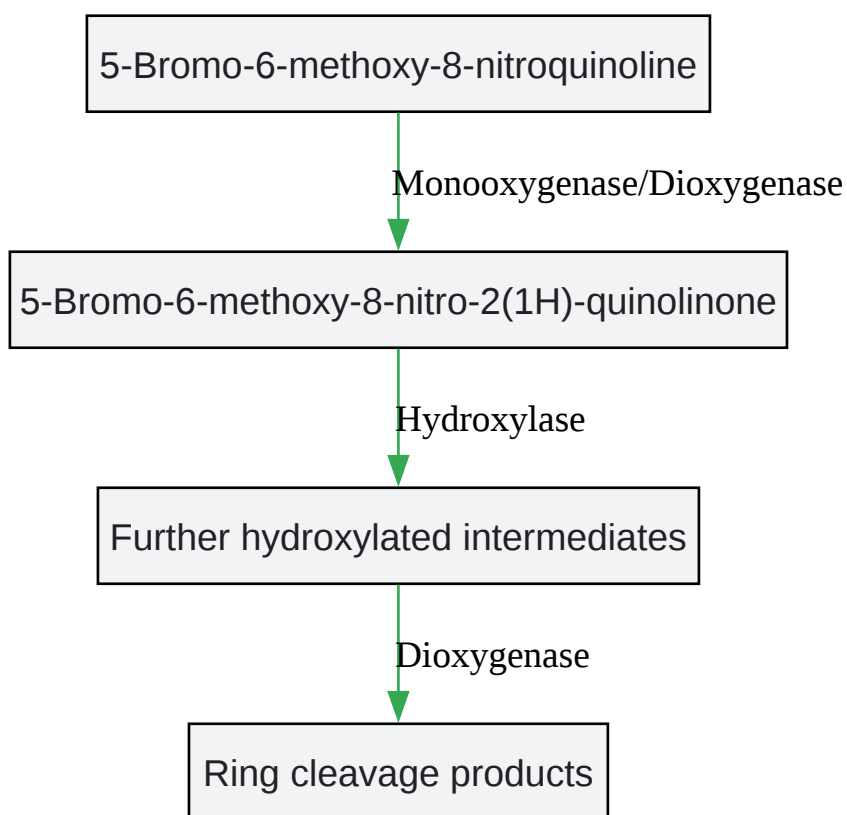 5-Bromo-6-methoxy-8-nitroquinoline
Monooxygenase/Dioxygenase
5-Bromo-6-methoxy-8-nitro-2(1H)-quinolinone
Hydroxylase
Further hydroxylated intermediates
Dioxygenase
Ring cleavage products